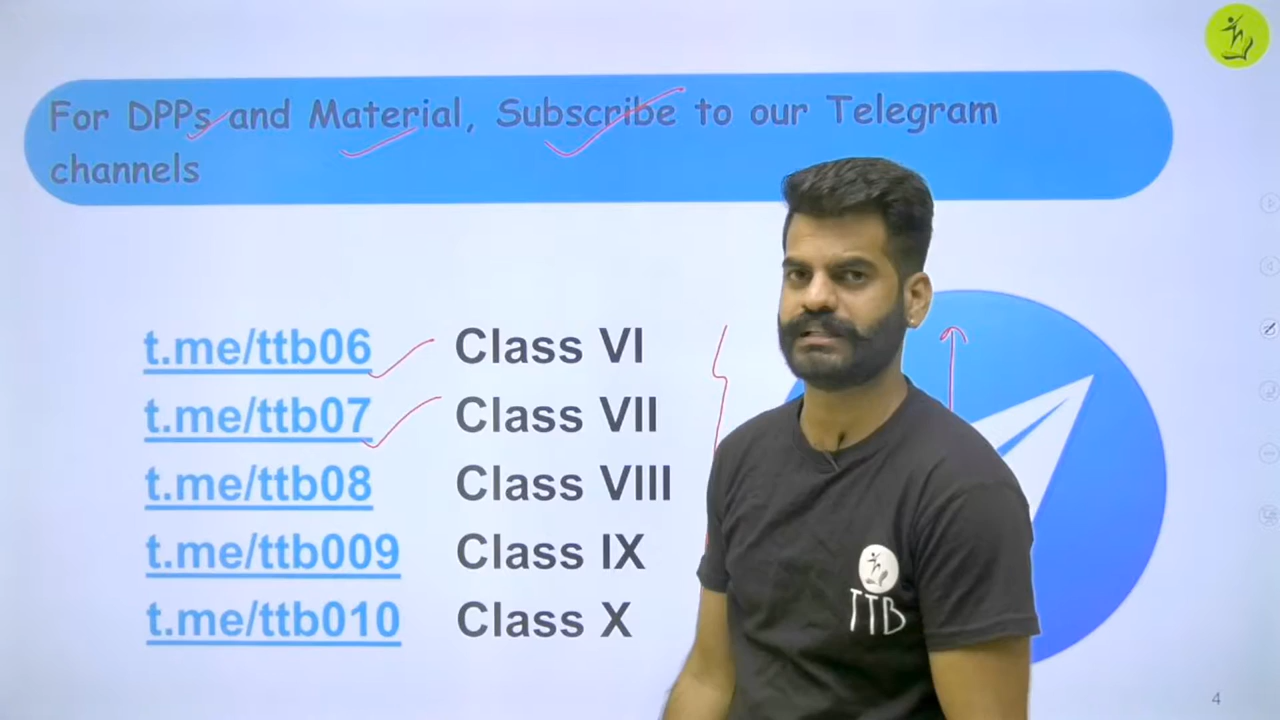 For DPPs and Material, Subscribe to our Telegram
channels
t.me/ttb06 Class VI
t.me/ttb07 Class VII
t.me/ttb08 Class VIII
t.me/ttb009 Class IX
t.me/ttb010 Class X
TTB
4